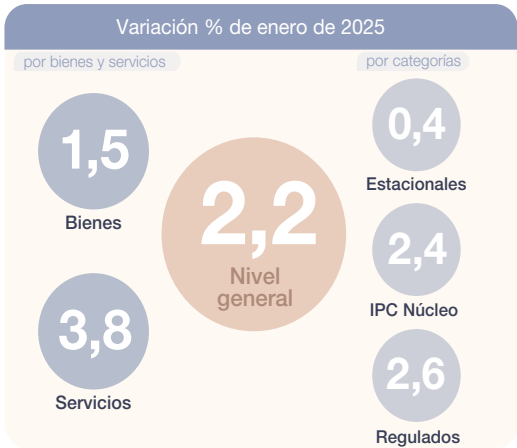 Variación % de enero de 2025
por bienes y servicios
por categorías
1,5
Bienes
3,8
Servicios
2,2
Nivel
general
0,4
Estacionales
2,4
IPC Núcleo
2,6
Regulados